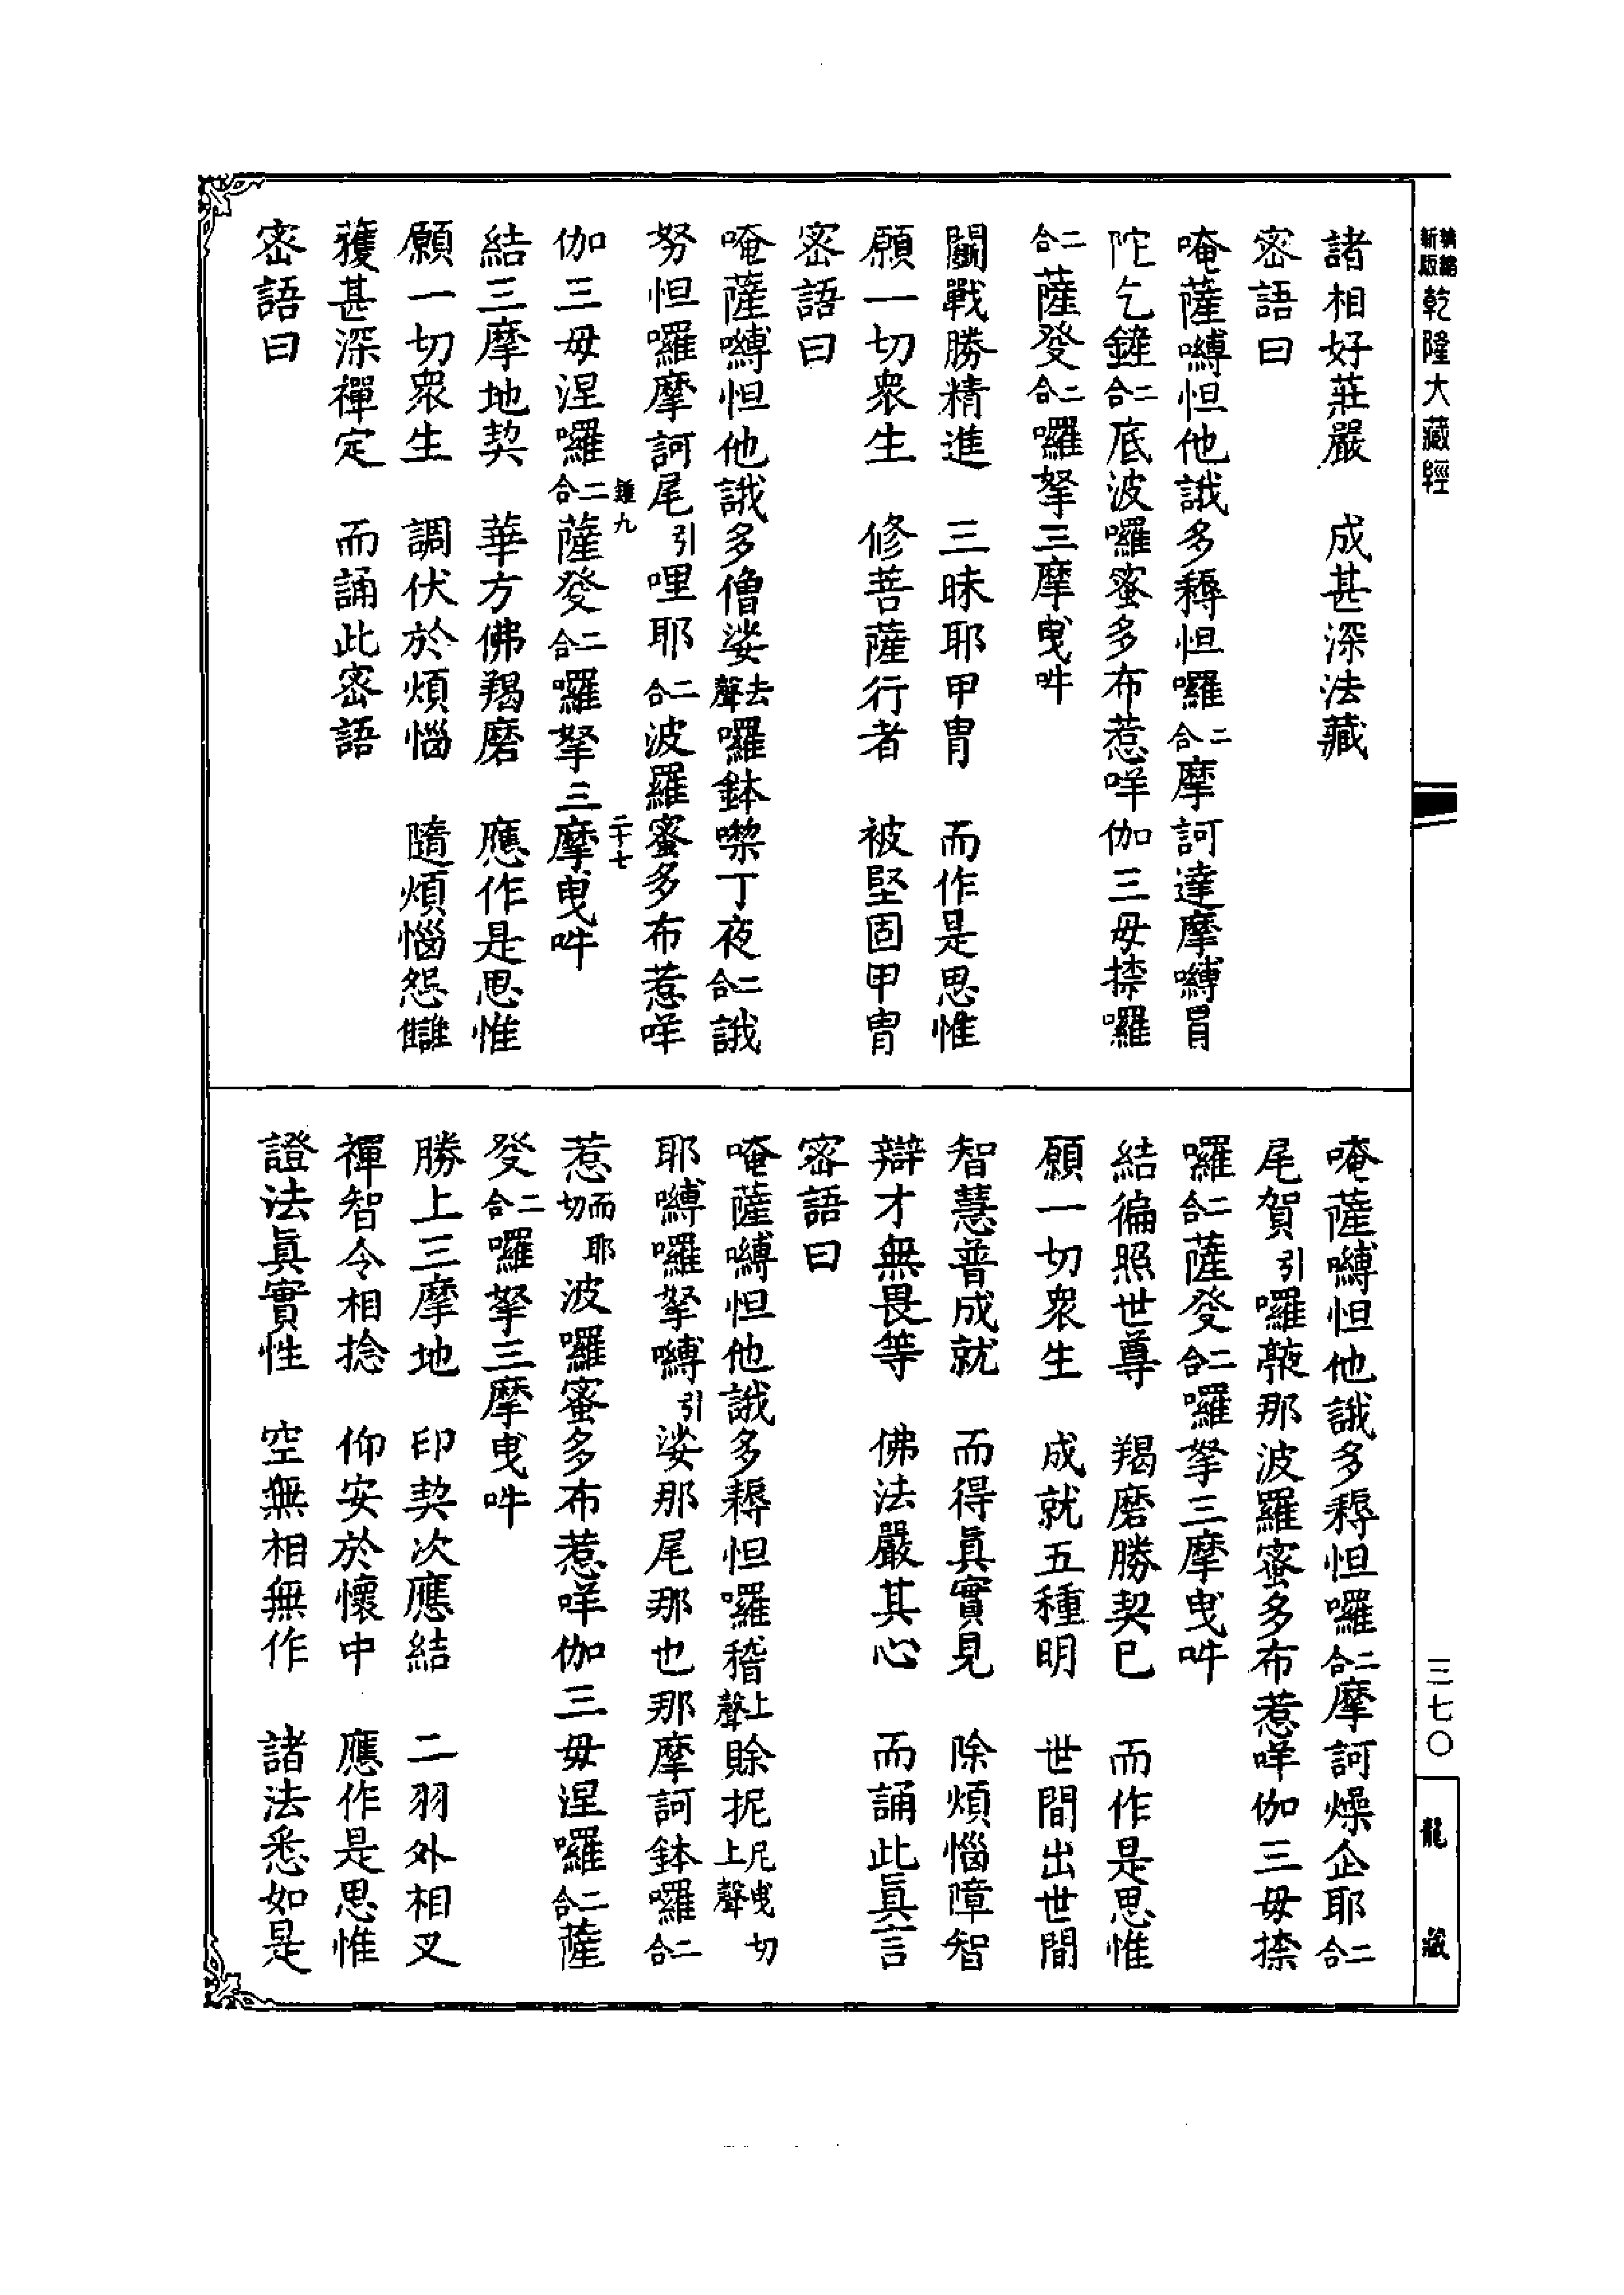 新編縮版乾隆大藏經
諸相好莊嚴　成甚深法藏
密語曰
唵薩嚩怛他誐多耨怛囉二合摩訶達摩嚩冐
陀乞鏟二合底波囉蜜多布惹咩伽三毋捺囉
二合薩發二合囉拏三摩曳吽
鬬戰勝精進　三昧耶甲冑　而作是思惟
願一切衆生　修菩薩行者　被堅固甲冑
密語曰
唵薩嚩怛他誐多僧娑去聲囉鉢㗚丁夜二合誐
努怛囉摩訶尾引哩耶二合波羅蜜多布惹咩
鍾九　二十七
伽三毋涅囉二合薩發二合囉拏三摩曳吽
結三摩地契　華方佛羯磨　應作是思惟
願一切衆生　調伏於煩惱　隨煩惱怨讎
獲甚深禪定　而誦此密語
密語曰
唵薩嚩怛他誐多耨怛囉二合摩訶燥企耶二合
尾賀引囉㢤那波羅蜜多布惹咩伽三毋捺
囉二合薩發二合囉拏三摩曳吽
結徧照世尊　羯磨勝契已　而作是思惟
願一切衆生　成就五種明　世間出世間
智慧普成就　而得眞實見　除煩惱障智
辯才無畏等　佛法嚴其心　而誦此眞言
密語曰
唵薩嚩怛他誐多耨怛囉稽上聲賒抳尼曳切上聲
耶嚩囉拏嚩引娑那尾那也那摩訶鉢囉二合
惹而耶切波囉蜜多布惹咩伽三毋涅囉二合薩
發二合囉拏三摩曳吽
勝上三摩地　印契次應結　二羽外相叉
禪智令相捻　仰安於懷中　應作是思惟
證法眞實性　空無相無作　諸法悉如是
三七〇
龍藏